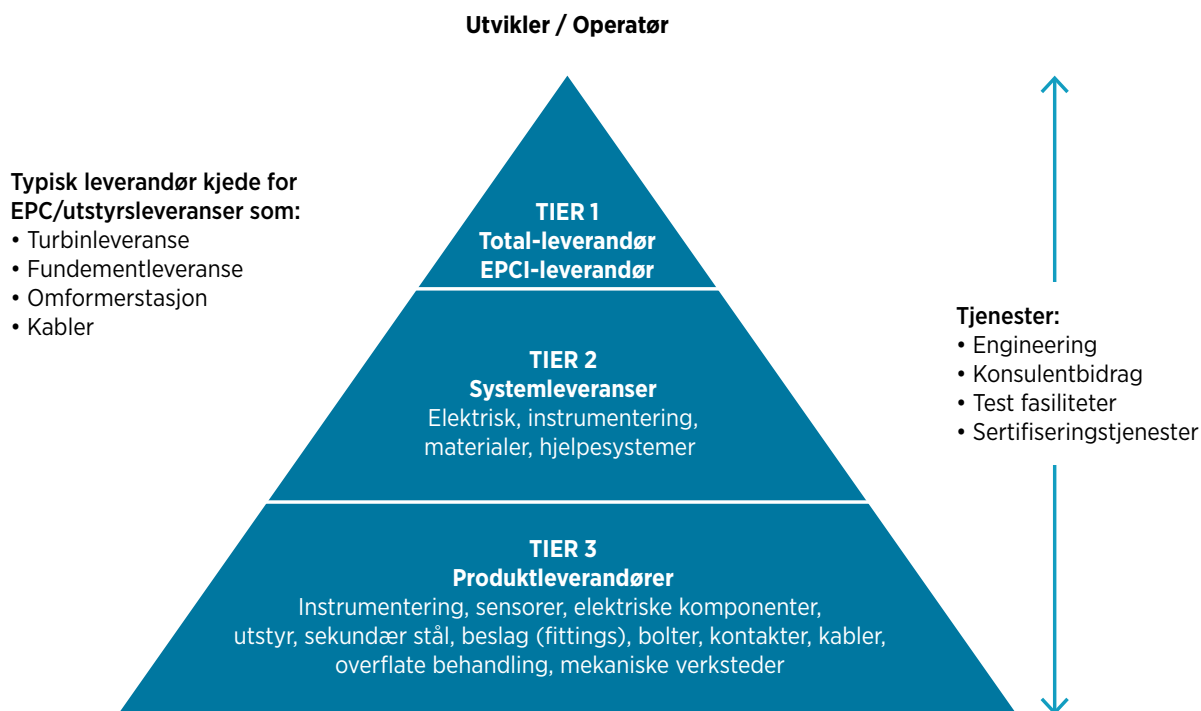 Utvikler / Operatør
Typisk leverandør kjede for
EPC/utstyrsleveranser som:
• Turbinleveranse
• Fundementleveranse
• Omformerstasjon
• Kabler
TIER 1
Total-leverandør
EPCI-leverandør
TIER 2
Systemleveranser
Elektrisk, instrumentering,
materialer, hjelpesystemer
TIER 3
Produktleverandører
Instrumentering, sensorer, elektriske komponenter,
utstyr, sekundær stål, beslag (fittings), bolter, kontakter, kabler,
overflate behandling, mekaniske verksteder
Tjenester:
• Engineering
• Konsulentbidrag
• Test fasiliteter
• Sertifiseringstjenester